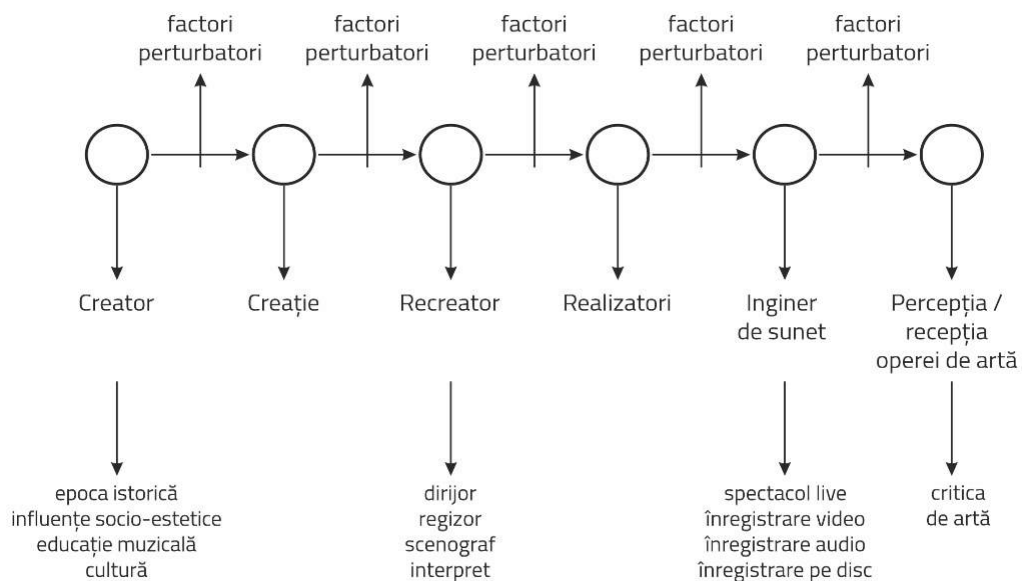 factori
perturbatori
factori
perturbatori
factori
perturbatori
factori
perturbatori
factori
perturbatori
Creator
Creație
Recreator
Realizatori
Inginer
de sunet
Percepția /
recepția
operei de artă
epoca istorică
influențe socio-estetice
educație muzicală
cultură
dirijor
regizor
scenograf
interpret
spectacol live
înregistrare video
înregistrare audio
înregistrare pe disc
critica
de artă